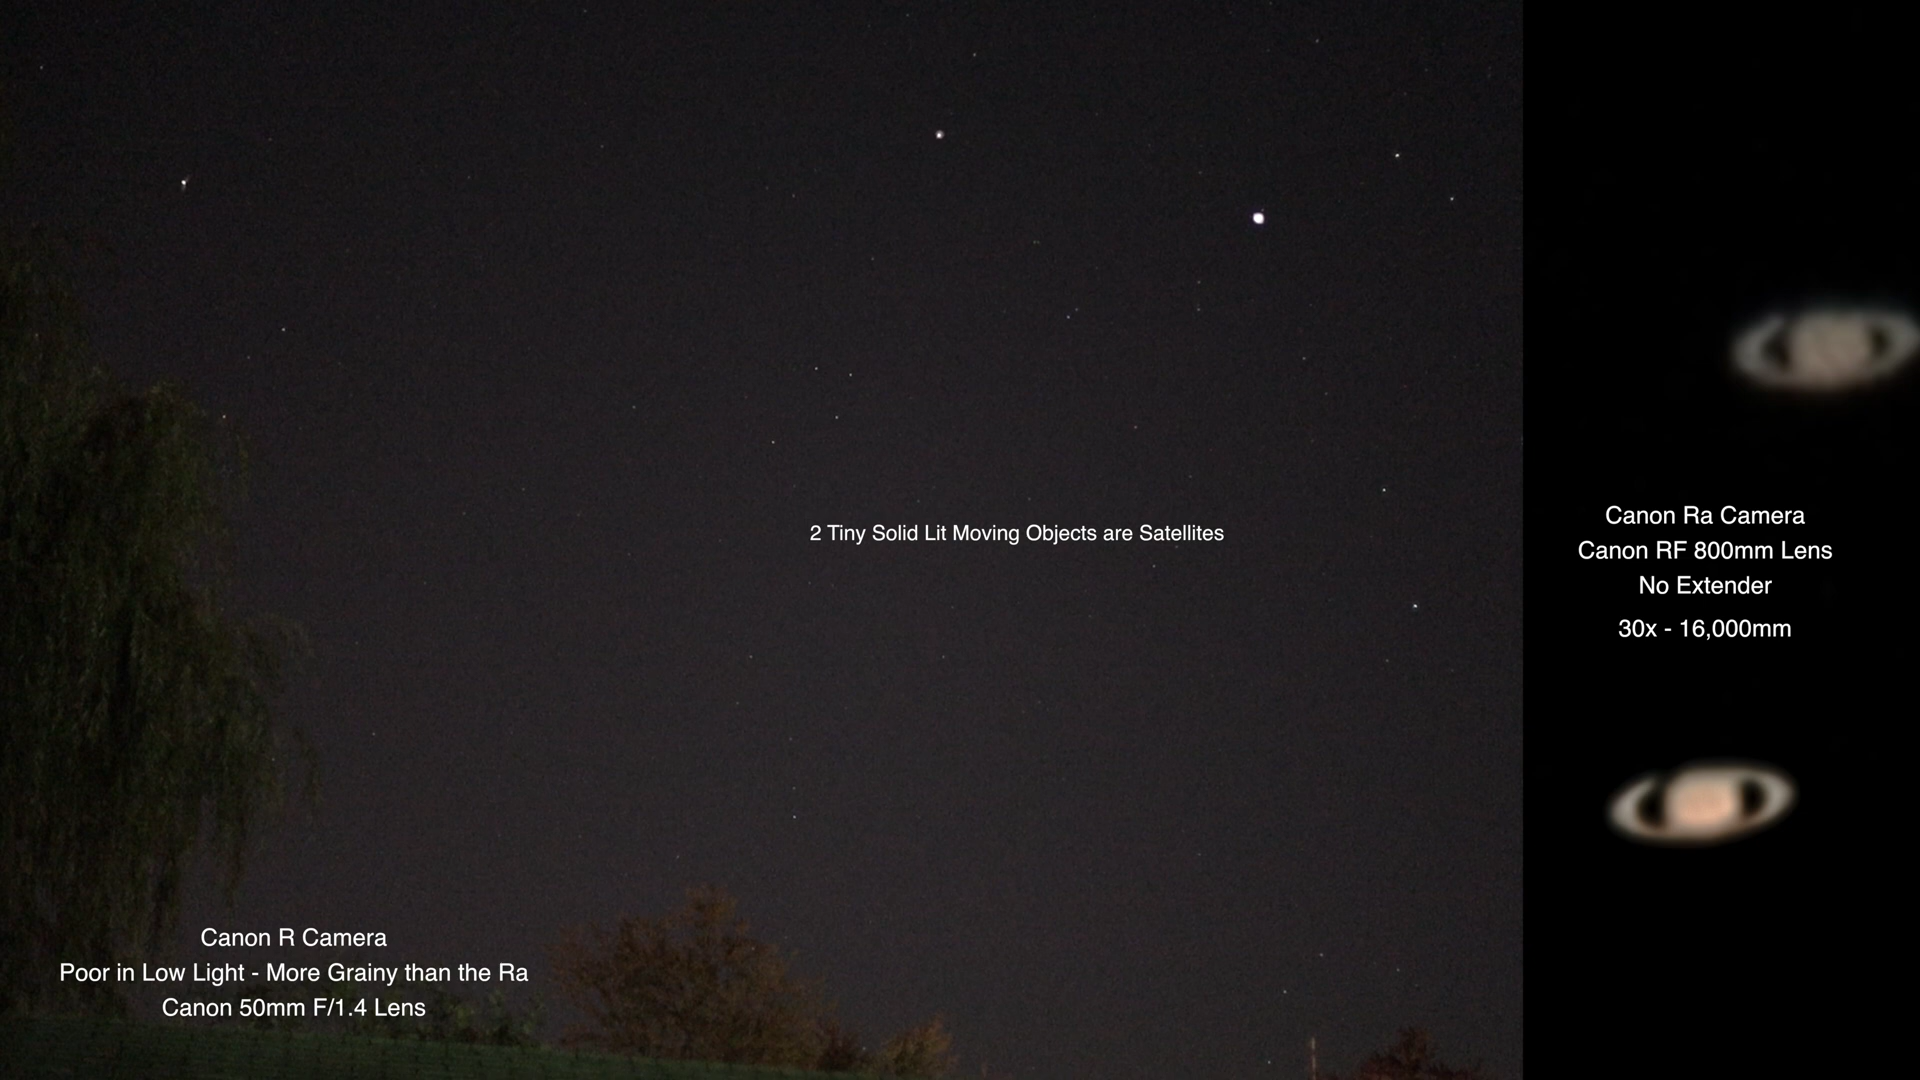 2 Tiny Solid Lit Moving Objects are Satellites
Canon Ra Camera
Canon RF 800mm Lens
No Extender
30x - 16,000mm
Canon R Camera
Poor in Low Light - More Grainy than the Ra
Canon 50mm F/1.4 Lens